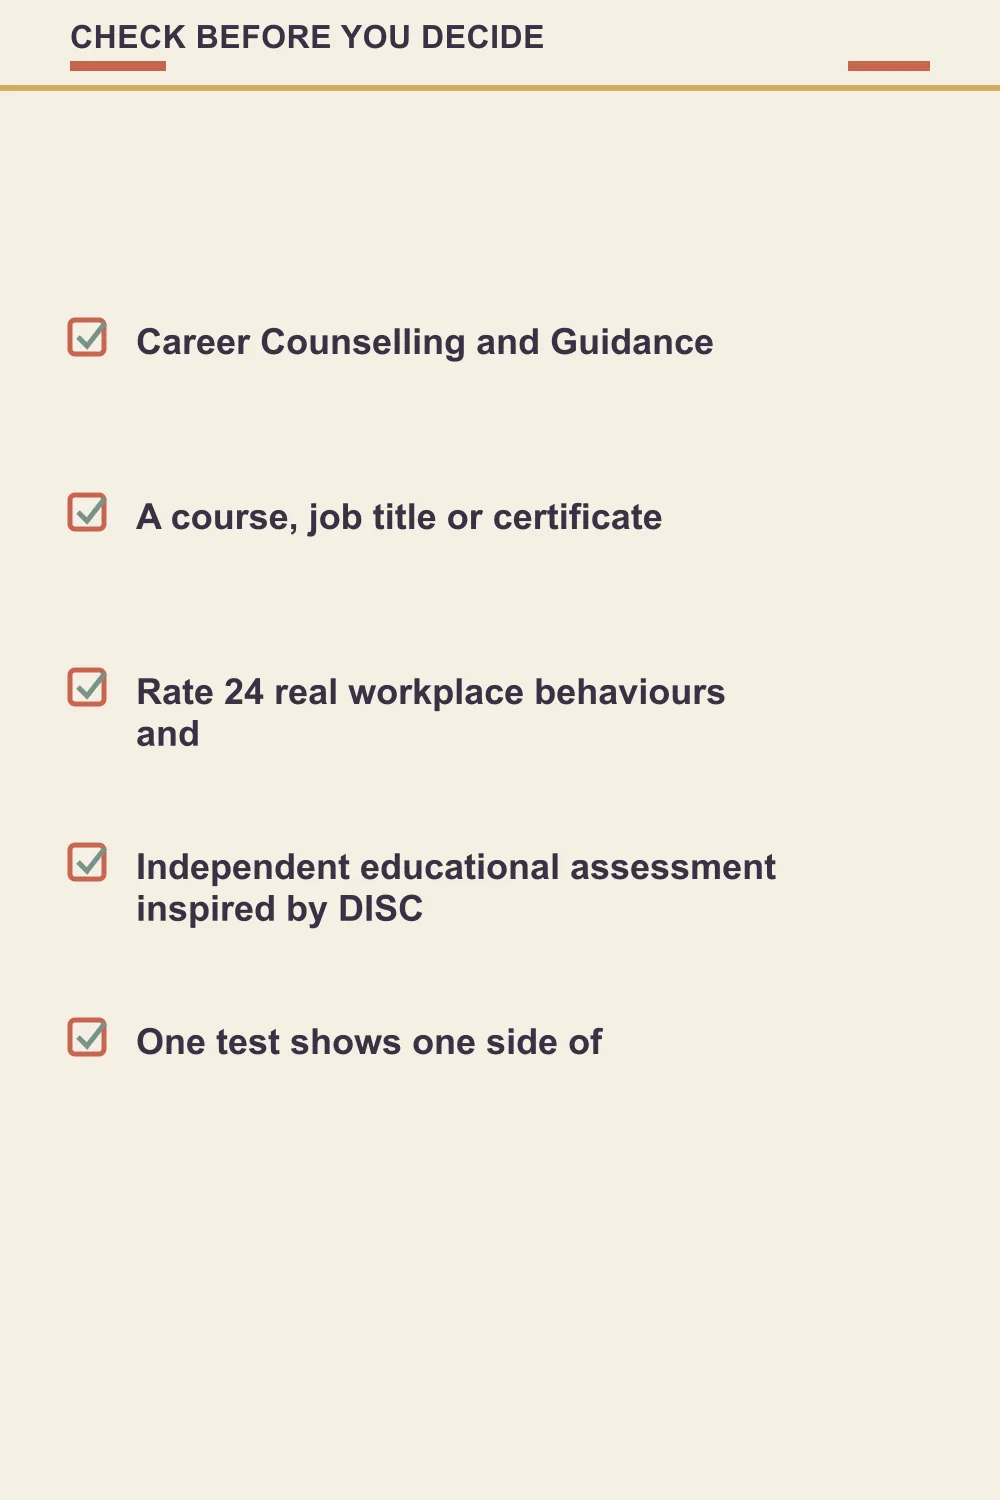 CHECK BEFORE YOU DECIDE
Career Counselling and Guidance
A course, job title or certificate
Rate 24 real workplace behaviours
and
Independent educational assessment
inspired by DISC
One test shows one side of